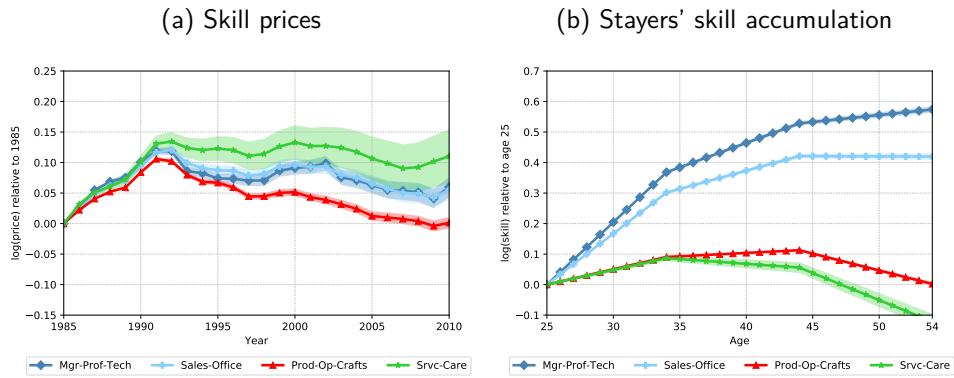 (a) Skill prices
(b) Stayers' skill accumulation
log(price) relative to 1985
0.25
0.20
0.15
0.10
0.05
0.00
−0.05
−0.10
−0.15
1985
1990
1995
2000
2005
2010
Year
Mgr-Prof-Tech
Sales-Office
Prod-Op-Crafts
Srvc-Care
log(skill) relative to age 25
0.7
0.6
0.5
0.4
0.3
0.2
0.1
0.0
−0.1
25
30
35
40
45
50
54
Age
Mgr-Prof-Tech
Sales-Office
Prod-Op-Crafts
Srvc-Care